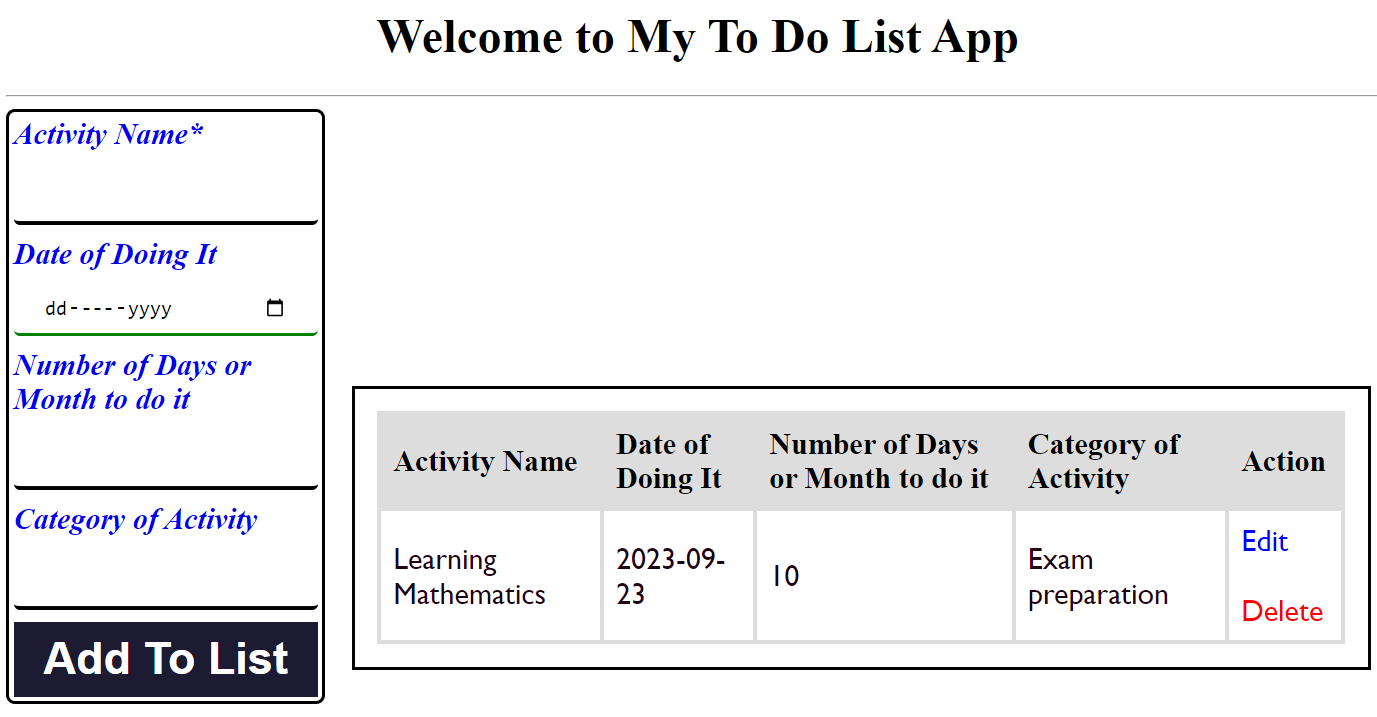 Welcome to My To Do List App
Activity Name*
Date of Doing It
dd-----yyyy
Number of Days or
Month to do it
Category of Activity
Add To List
Activity Name
Date of
Doing It
Number of Days
or Month to do it
Category of
Activity
Action
Learning
Mathematics
2023-09-
23
10
Exam
preparation
Edit
Delete